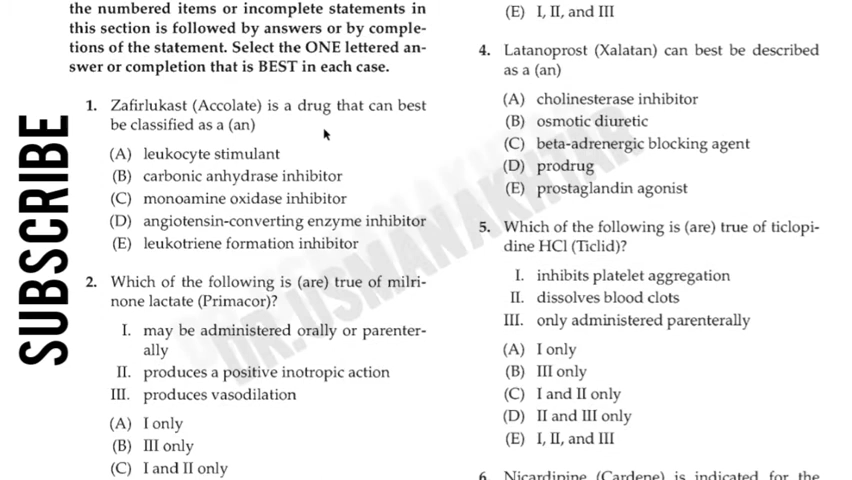 the numbered items or incomplete statements in
this section is followed by answers or by comple-
tions of the statement. Select the ONE lettered an-
swer or completion that is BEST in each case.
1. Zafirlukast (Accolate) is a drug that can best
be classified as a (an)
(A) leukocyte stimulant
(B) carbonic anhydrase inhibitor
(C) monoamine oxidase inhibitor
(D) angiotensin-converting enzyme inhibitor
(E) leukotriene formation inhibitor
2. Which of the following is (are) true of milri-
none lactate (Primacor)?
I. may be administered orally or parenter-
ally
II. produces a positive inotropic action
III. produces vasodilation
(A) I only
(B) III only
(C) I and II only
(E) I, II, and III
4. Latanoprost (Xalatan) can best be described
as a (an)
(A) cholinesterase inhibitor
(B) osmotic diuretic
(C) beta-adrenergic blocking agent
(D) prodrug
(E) prostaglandin agonist
5. Which of the following is (are) true of ticlopi-
dine HCl (Ticlid)?
I. inhibits platelet aggregation
II. dissolves blood clots
III. only administered parenterally
(A) I only
(B) III only
(C) I and II only
(D) II and III only
(E) I, II, and III
6. Nicardipine (Cardene) is indicated for the
SUBSCRIBE
DR.USMAN AKHTAR